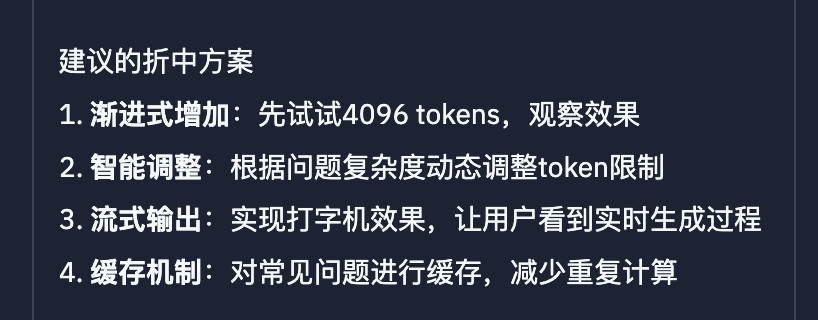 建议的折中方案
1. 渐进式增加：先试试4096 tokens，观察效果
2. 智能调整：根据问题复杂度动态调整token限制
3. 流式输出：实现打字机效果，让用户看到实时生成过程
4. 缓存机制：对常见问题进行缓存，减少重复计算